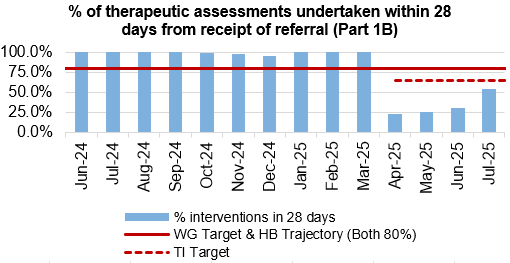 % of therapeutic assessments undertaken within 28
days from receipt of referral (Part 1B)
100.0%
75.0%
50.0%
25.0%
0.0%
Jun-24
Jul-24
Aug-24
Sep-24
Oct-24
Nov-24
Dec-24
Jan-25
Feb-25
Mar-25
Apr-25
May-25
Jun-25
Jul-25
% interventions in 28 days
WG Target & HB Trajectory (Both 80%)
TI Target